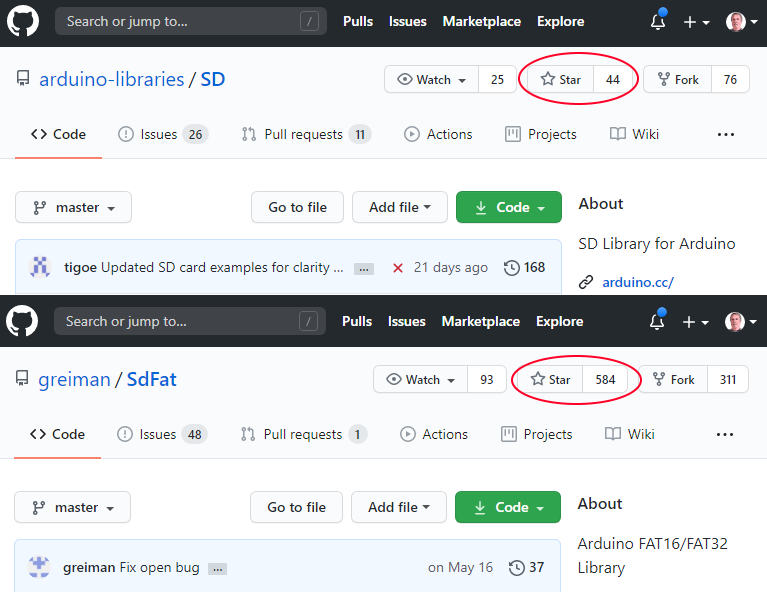 Search or jump to... / Pulls Issues Marketplace Explore
arduino-libraries / SD Watch 25 Star 44 Fork 76
Code Issues 26 Pull requests 11 Actions Projects Wiki ...
master Go to file Add file Code About
SD Library for Arduino
tigoe Updated SD card examples for clarity ... ... 21 days ago 168
arduino.cc/
Search or jump to... / Pulls Issues Marketplace Explore
greiman / SdFat Watch 93 Star 584 Fork 311
Code Issues 48 Pull requests 1 Actions Projects Wiki ...
master Go to file Add file Code About
Arduino FAT16/FAT32
Library
greiman Fix open bug ... on May 16 37